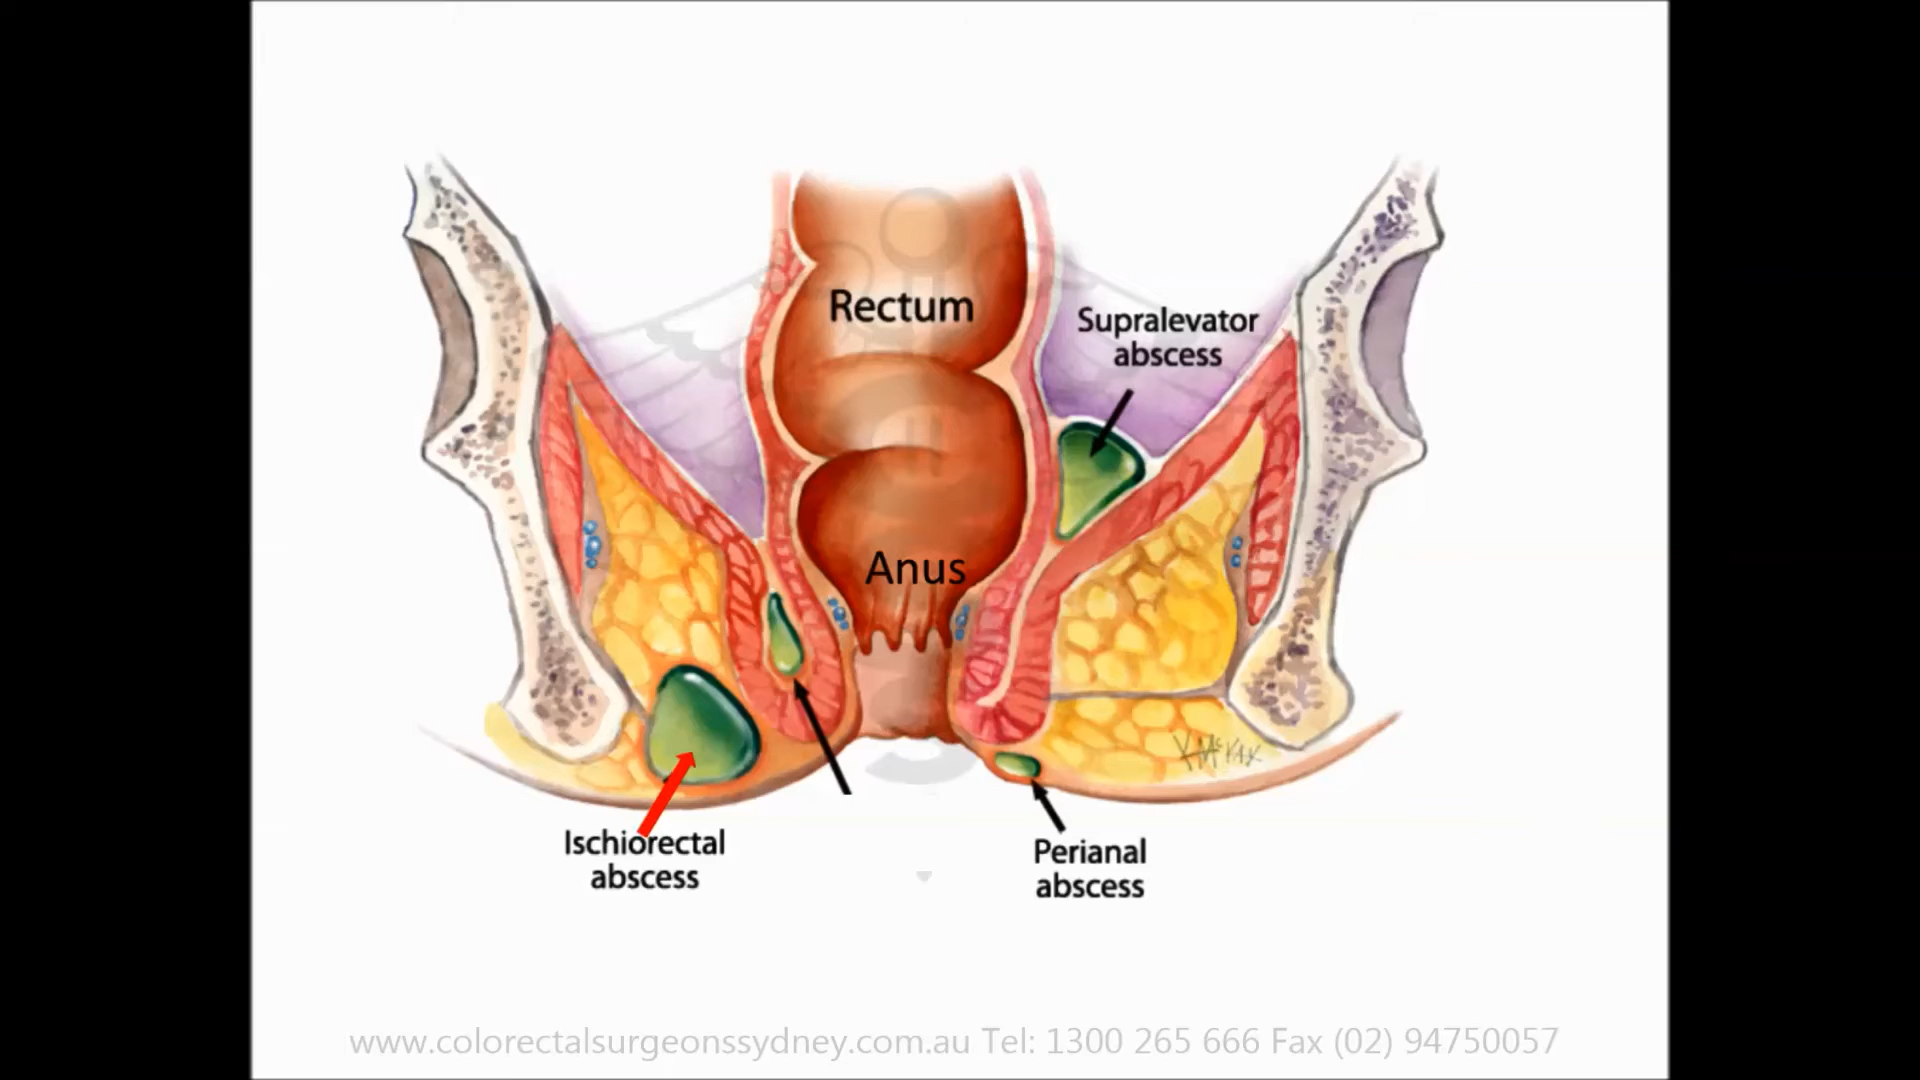 Rectum
Supralevator
abscess
Anus
Ischiorectal
abscess
Perianal
abscess
www.colorectalsurgeonssydney.com.au Tel: 1300 265 666 Fax (02) 94750057